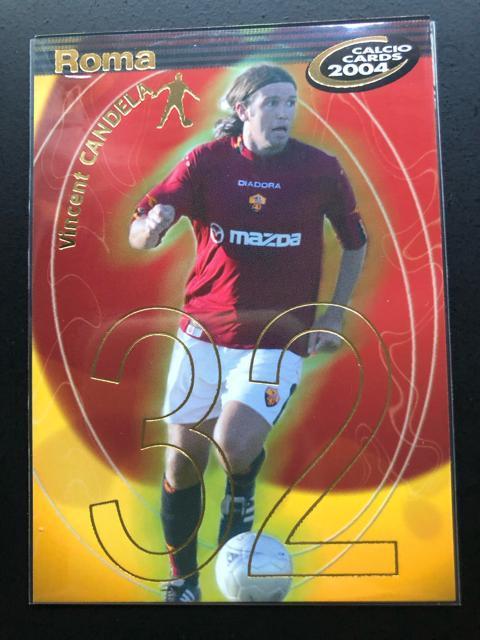 Roma
CALCIO
CARDS
2004
Vincent CANDELA
DIADORA
mazda
32